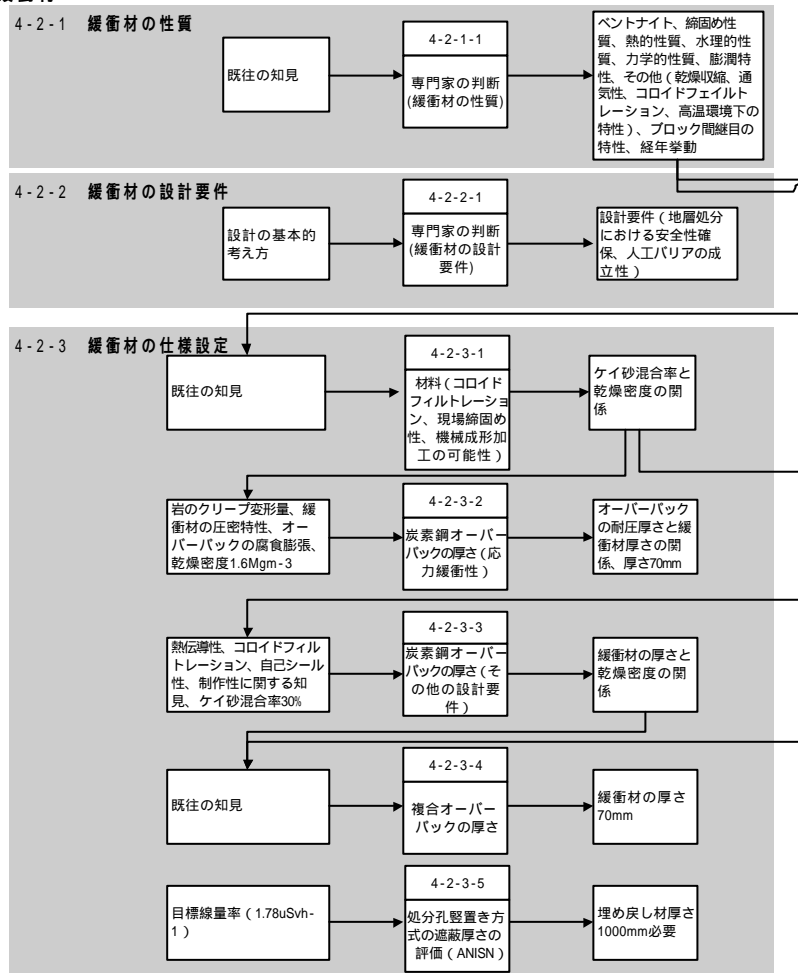 4-2-1 緩衝材の性質
既往の知見
4-2-1-1
専門家の判断
(緩衝材の性質)
ベントナイト、締固め性
質、熱的性質、水理的性
質、力学的性質、膨潤特
性、その他(乾燥収縮、通
気性、コロイドフェイルト
レーション、高温環境下の
特性)、ブロック間継目の
特性、経年挙動
4-2-2 緩衝材の設計要件
設計の基本的
考え方
4-2-2-1
専門家の判断
(緩衝材の設計
要件)
設計要件(地層処分
における安全性確
保、人工バリアの成
立性)
4-2-3 緩衝材の仕様設定
既往の知見
4-2-3-1
材料(コロイド
フィルトレーショ
ン、現場締固め
性、機械成形加
工の可能性)
ケイ砂混合率と
乾燥密度の関
係
岩のクリープ変形量、緩
衝材の圧密特性、オー
バーパックの腐食膨張、
乾燥密度1.6Mgm-3
4-2-3-2
炭素鋼オーバー
パックの厚さ(応
力緩衝性)
オーバーパック
の耐圧厚さと緩
衝材厚さの関
係、厚さ70mm
熱伝導性、コロイドフィル
トレーション、自己シール
性、制作性に関する知
見、ケイ砂混合率30%
4-2-3-3
炭素鋼オーバー
パックの厚さ(そ
の他の設計要
件)
緩衝材の厚さと
乾燥密度の関
係
既往の知見
4-2-3-4
複合オーバー
パックの厚さ
緩衝材の厚さ
70mm
目標線量率(1.78uSvh-
1)
4-2-3-5
処分孔竪置き方
式の遮蔽厚さの
評価(ANISN)
埋め戻し材厚さ
1000mm必要